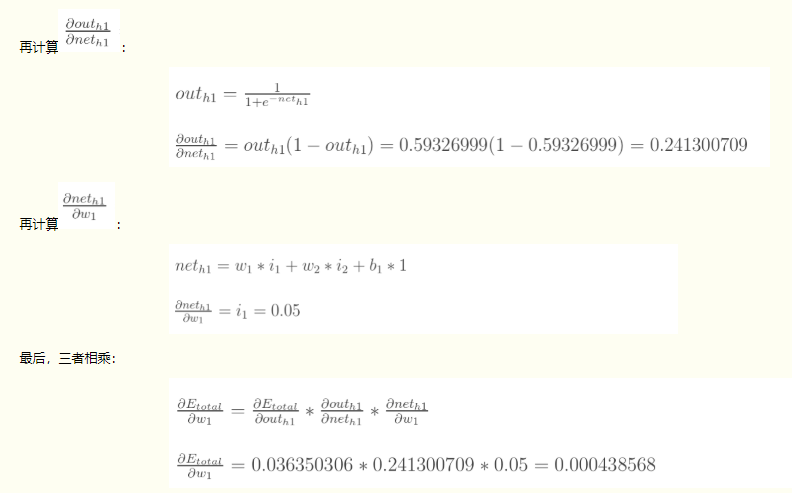 再计算 ∂out_{h1}/∂net_{h1} ：
out_{h1} = 1/(1+e^{-net_{h1}})
∂out_{h1}/∂net_{h1} = out_{h1}(1 − out_{h1}) = 0.59326999(1 − 0.59326999) = 0.241300709
再计算 ∂net_{h1}/∂w_1 ：
net_{h1} = w_1 * i_1 + w_2 * i_2 + b_1 * 1
∂net_{h1}/∂w_1 = i_1 = 0.05
最后，三者相乘：
∂E_{total}/∂w_1 = ∂E_{total}/∂out_{h1} * ∂out_{h1}/∂net_{h1} * ∂net_{h1}/∂w_1
∂E_{total}/∂w_1 = 0.036350306 * 0.241300709 * 0.05 = 0.000438568